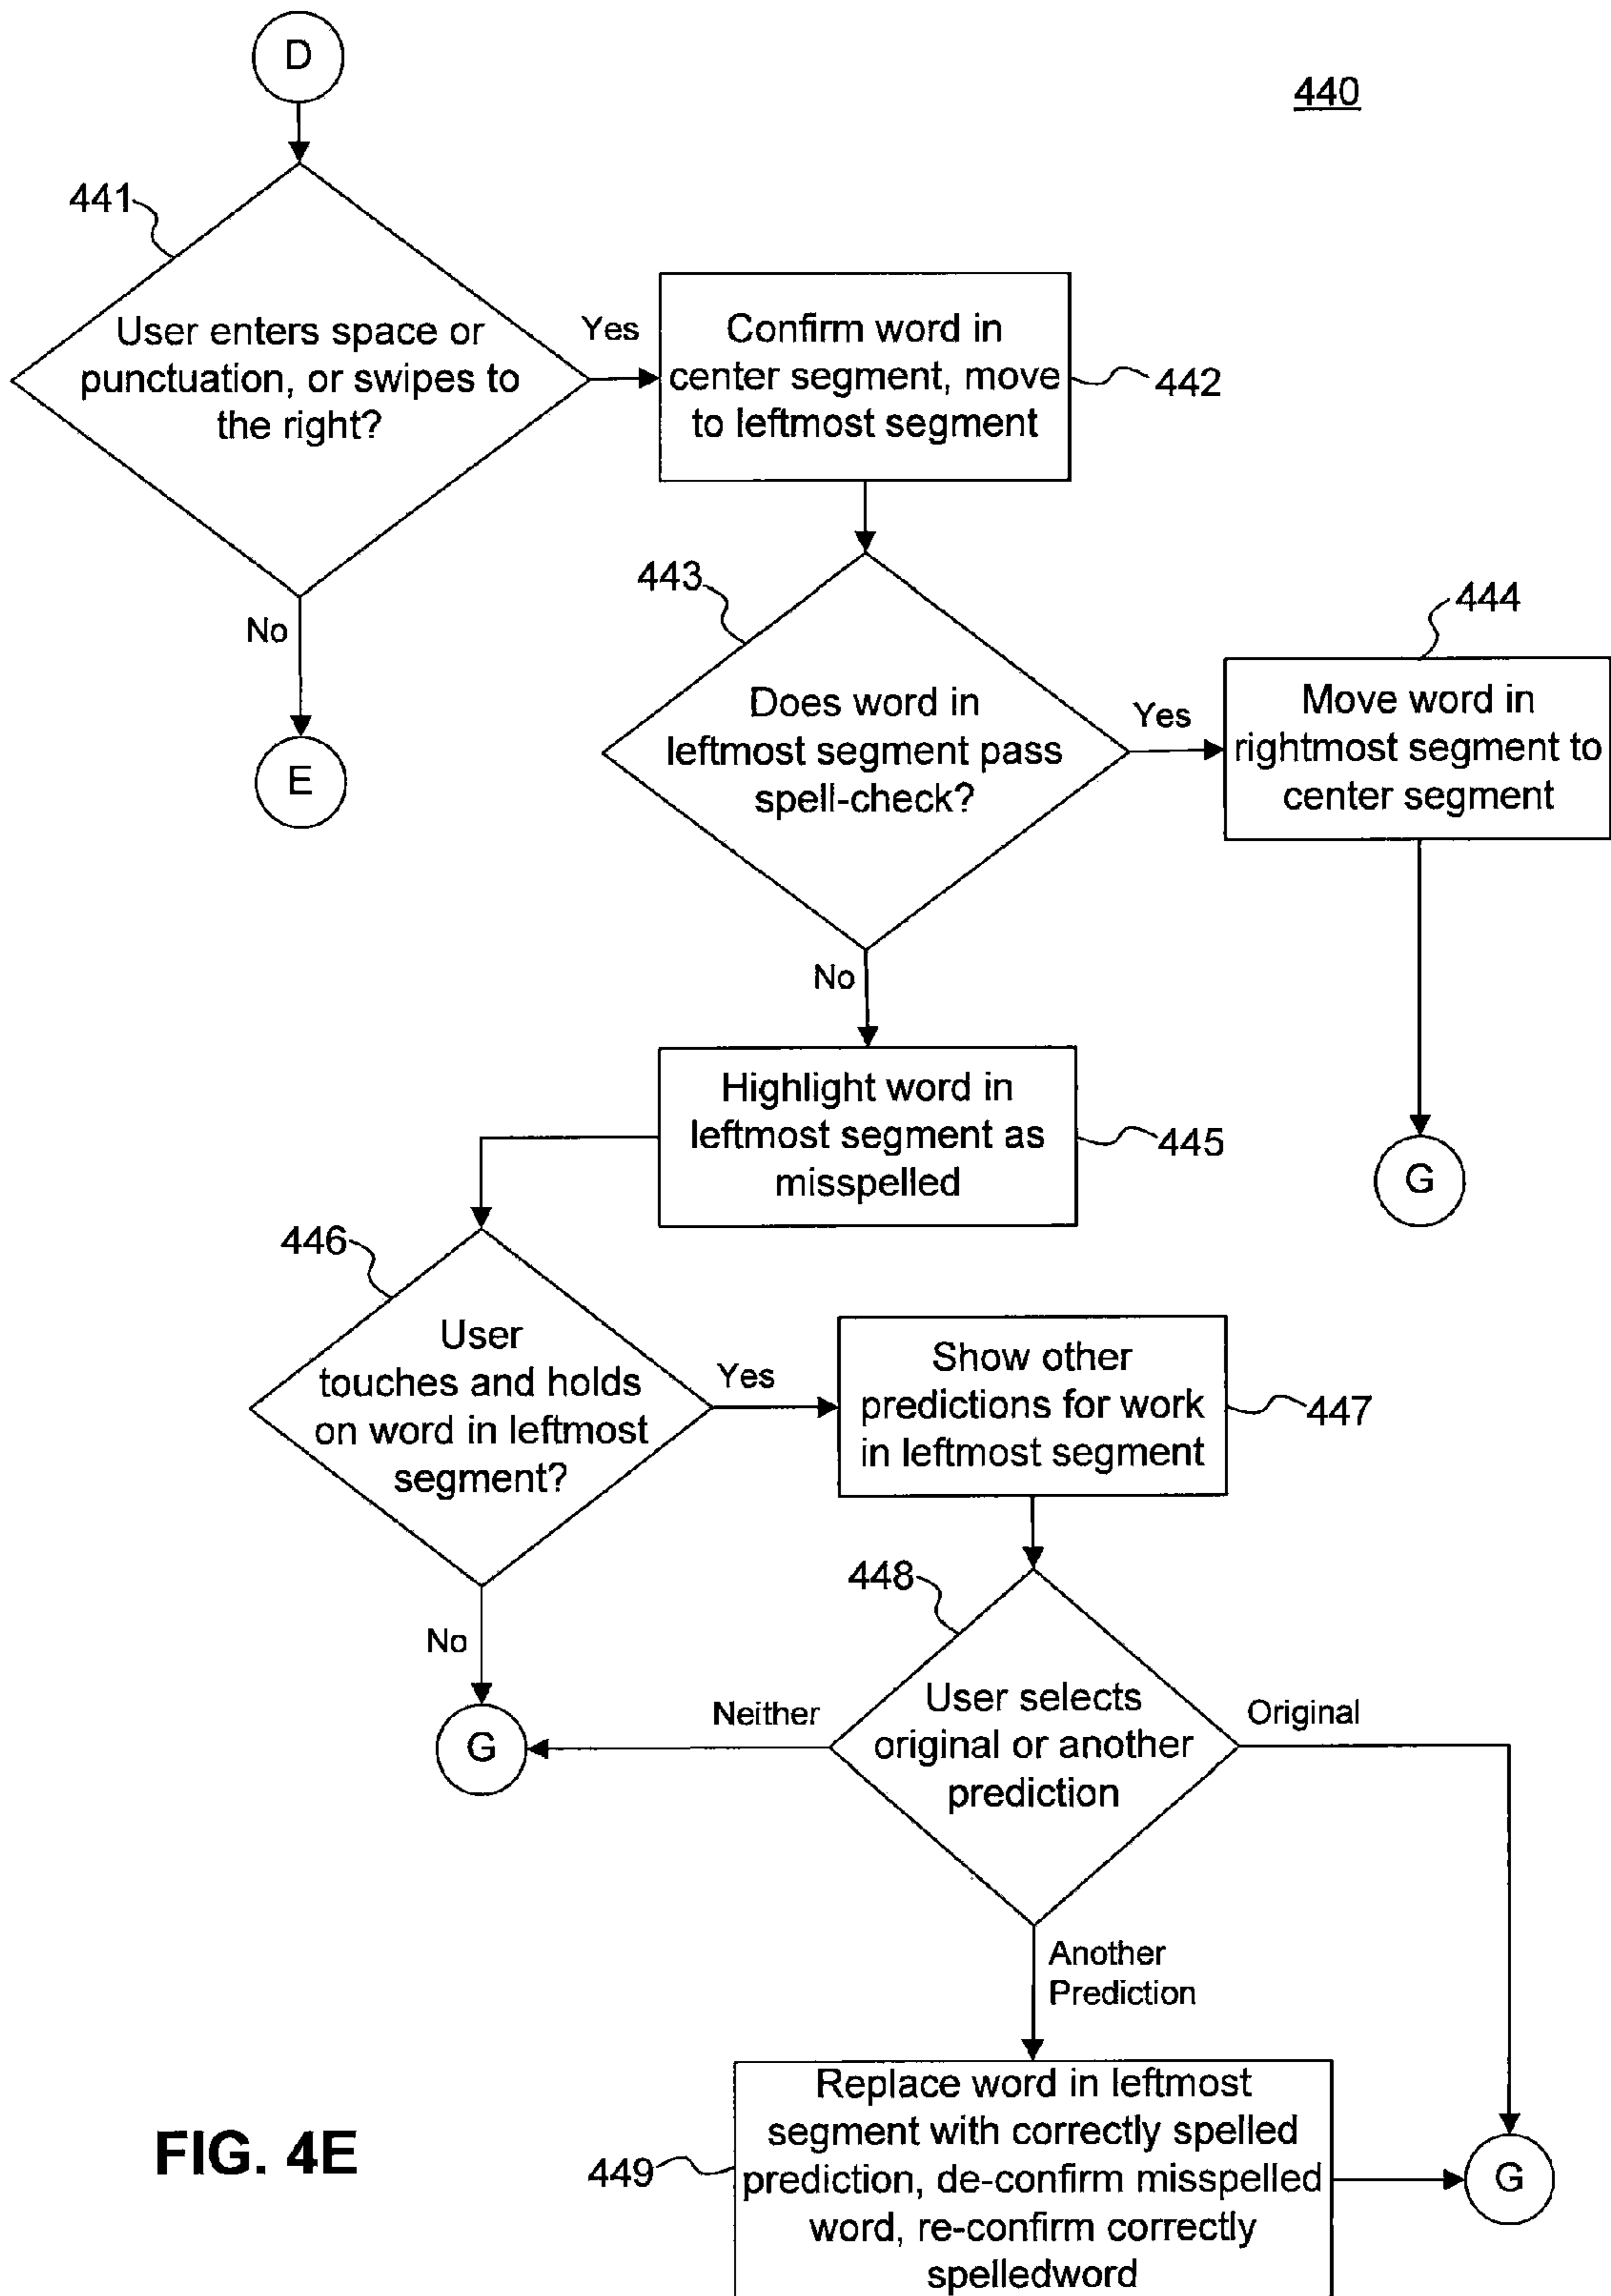 D
440
441
User enters space or
punctuation, or swipes to
the right?
Yes
Confirm word in
center segment, move
to leftmost segment
442
No
E
443
Does word in
leftmost segment pass
spell-check?
Yes
444
Move word in
rightmost segment to
center segment
G
No
Highlight word in
leftmost segment as
misspelled
445
446
User
touches and holds
on word in leftmost
segment?
Yes
Show other
predictions for work
in leftmost segment
447
No
G
448
User selects
original or another
prediction
Neither
Original
Another
Prediction
449
Replace word in leftmost
segment with correctly spelled
prediction, de-confirm misspelled
word, re-confirm correctly
spelledword
G
FIG. 4E